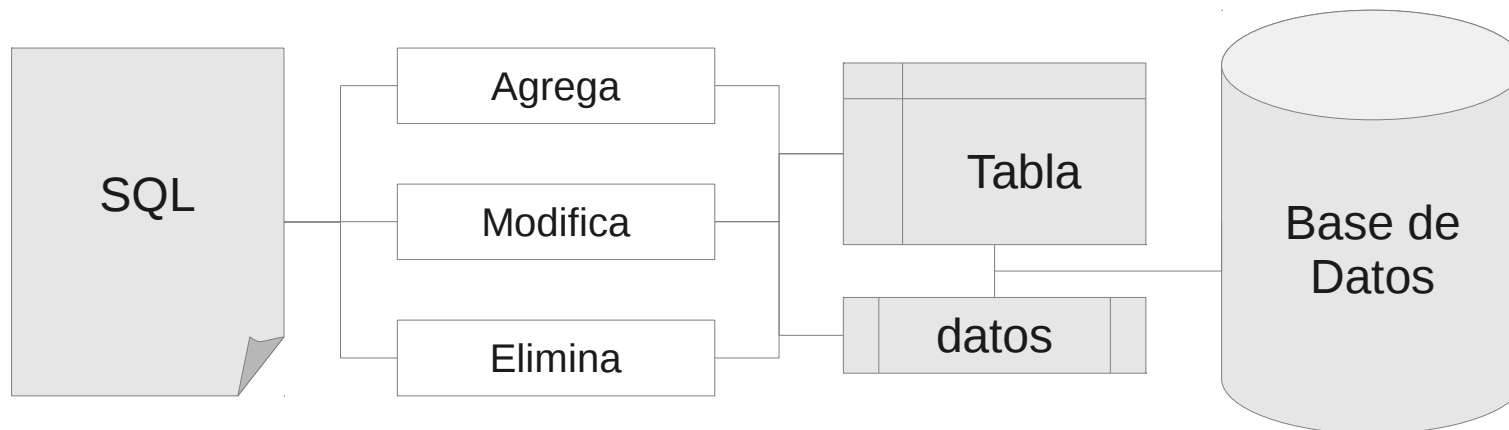 SQL
Agrega
Modifica
Elimina
Tabla
datos
Base de
Datos